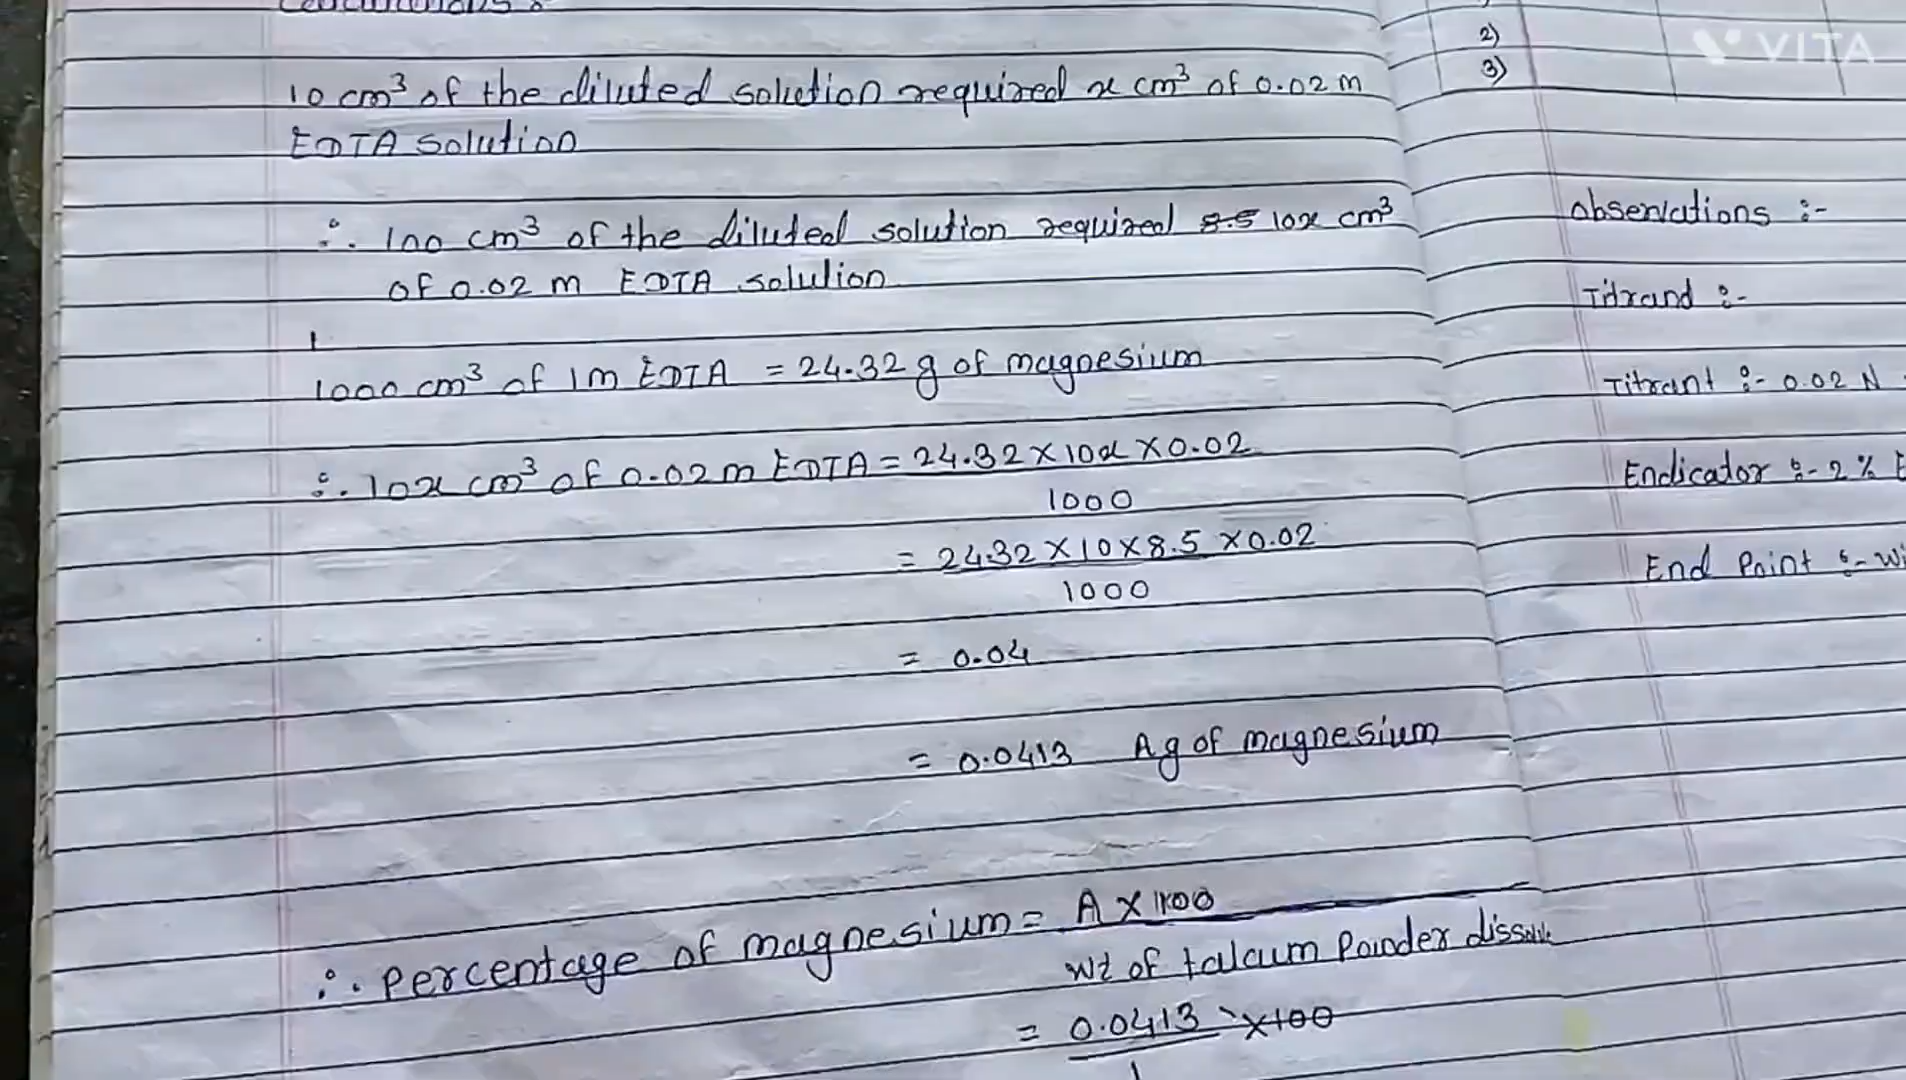 10 cm³ of the diluted solution required x cm³ of 0.02 m
EDTA solution
∴ 100 cm³ of the diluted solution required 8.5 10x cm³
of 0.02 m EDTA solution
1000 cm³ of 1m EDTA = 24.32 g of magnesium
∴ 10x cm³ of 0.02 m EDTA = 24.32 × 10x × 0.02
1000
= 24.32 × 10 × 8.5 × 0.02
1000
= 0.04
= 0.0413 A g of magnesium
∴ Percentage of magnesium = A × 100
Wt of talcum Powder
= 0.0413 × 100
1
2)
3)
VITA
Observations :-
Titrand :-
Titrant :- 0.02 N
Endicator :- 2 % E
End Point :- Wi